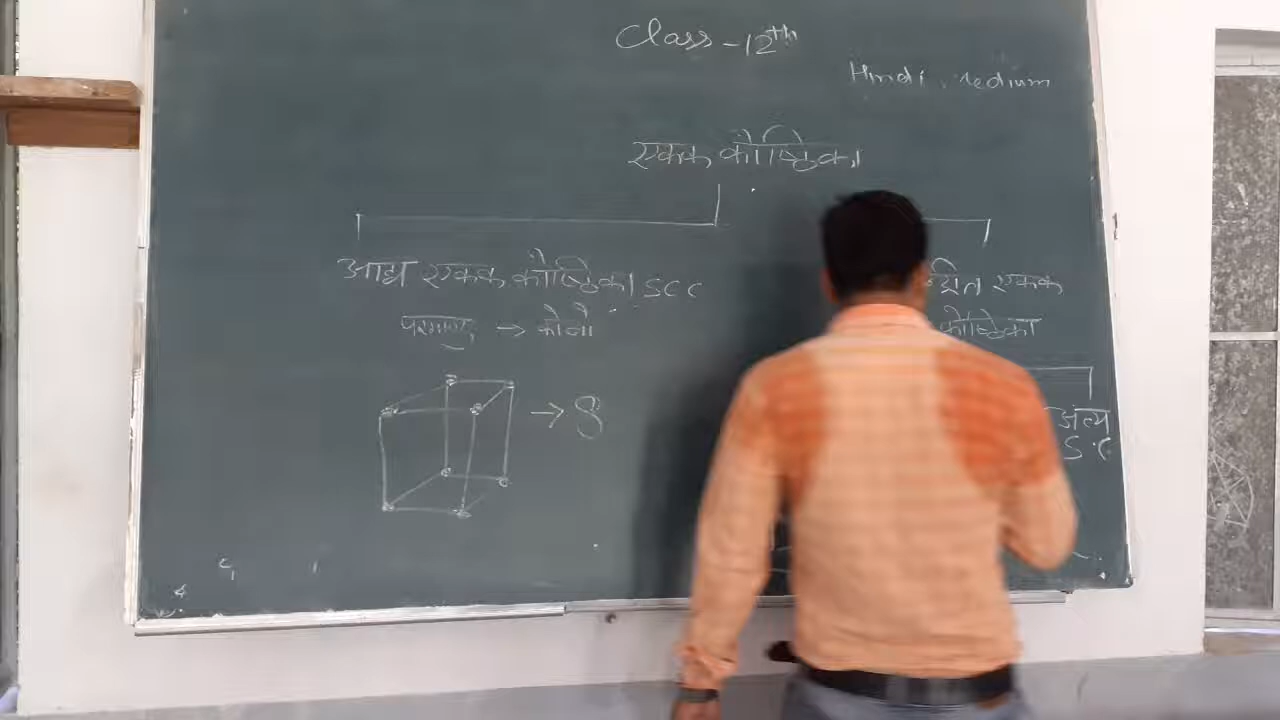 Class - 12th
Hindi Medium
एकक कोष्ठिका
आद्य एकक कोष्ठिका SCC
एकक
परमाणु → कोनों
कोष्ठिका
→ 8
अंत्य
S.C